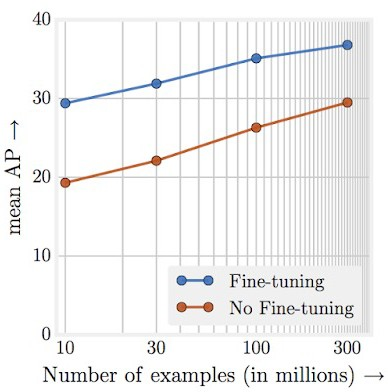 40
30
20
10
0
mean AP →
Fine-tuning
No Fine-tuning
10 30 100 300
Number of examples (in millions) →